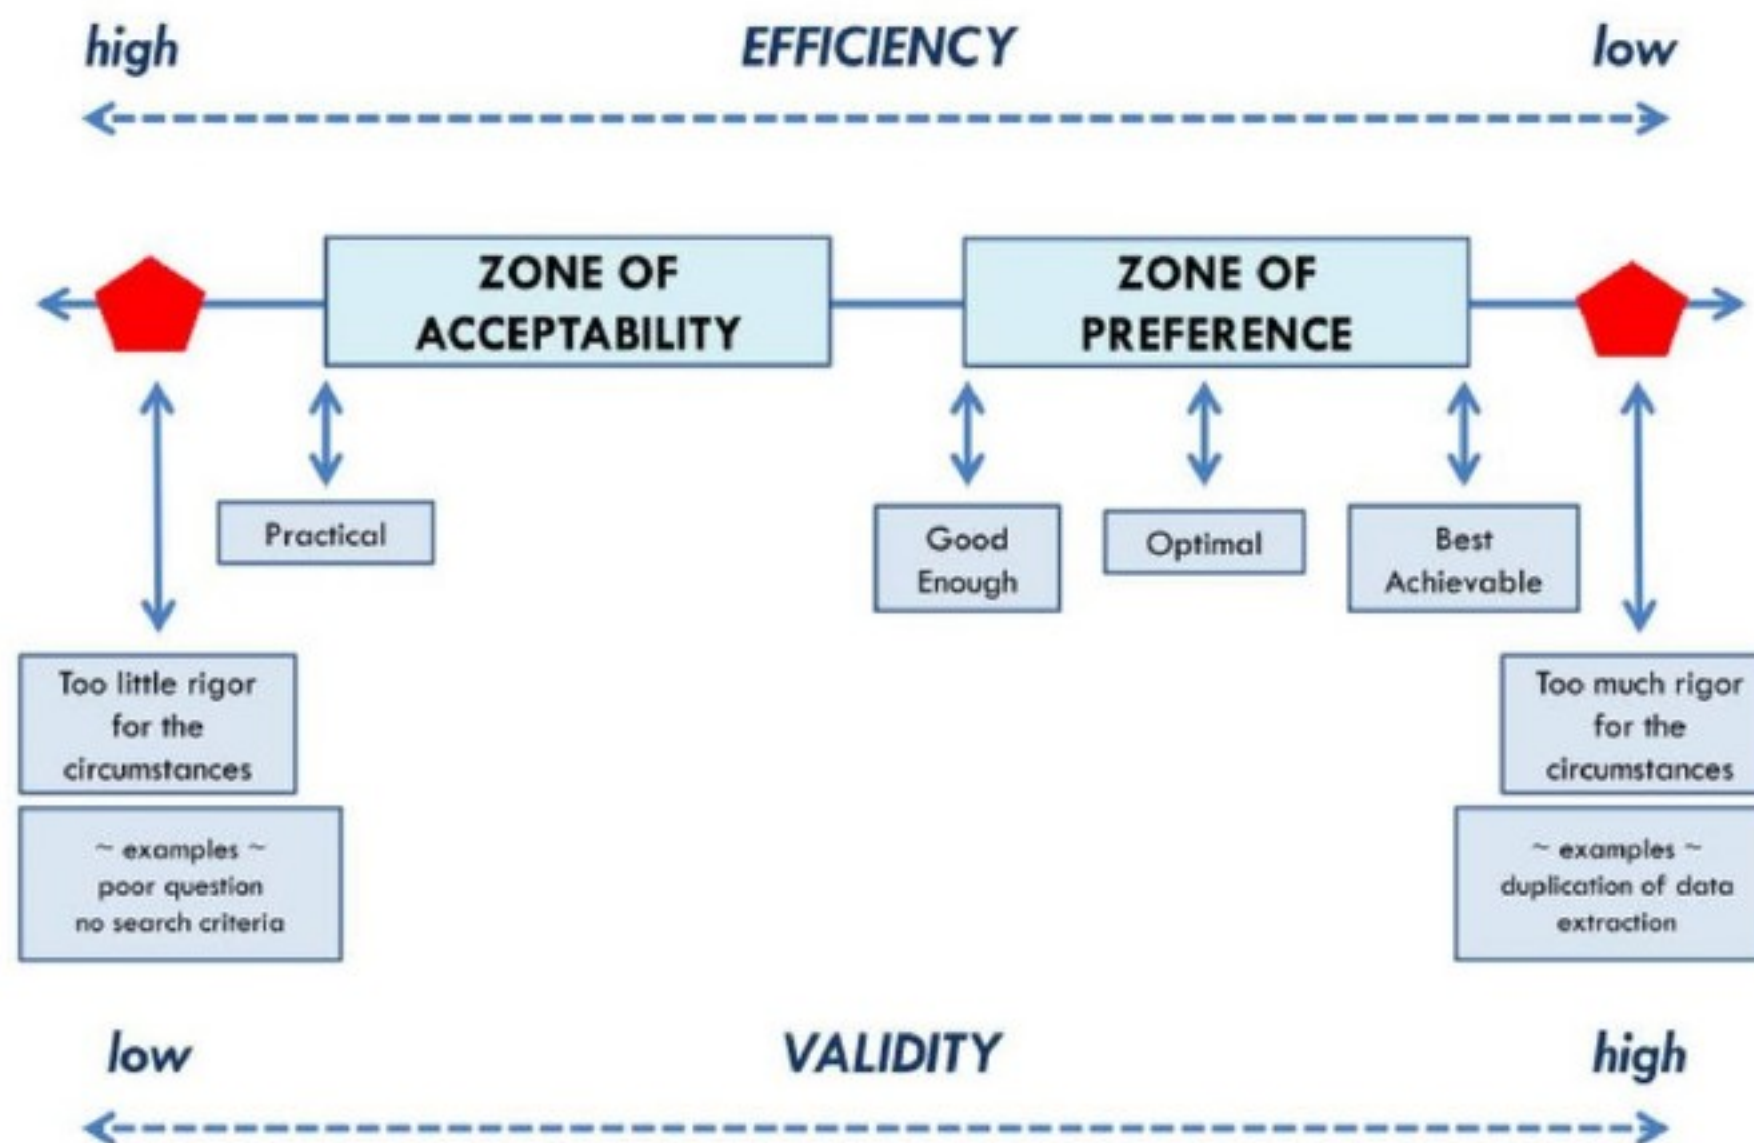 high
EFFICIENCY
low
ZONE OF
ACCEPTABILITY
ZONE OF
PREFERENCE
Practical
Good
Enough
Optimal
Best
Achievable
Too little rigor
for the
circumstances
Too much rigor
for the
circumstances
~ examples ~
poor question
no search criteria
~ examples ~
duplication of data
extraction
low
VALIDITY
high